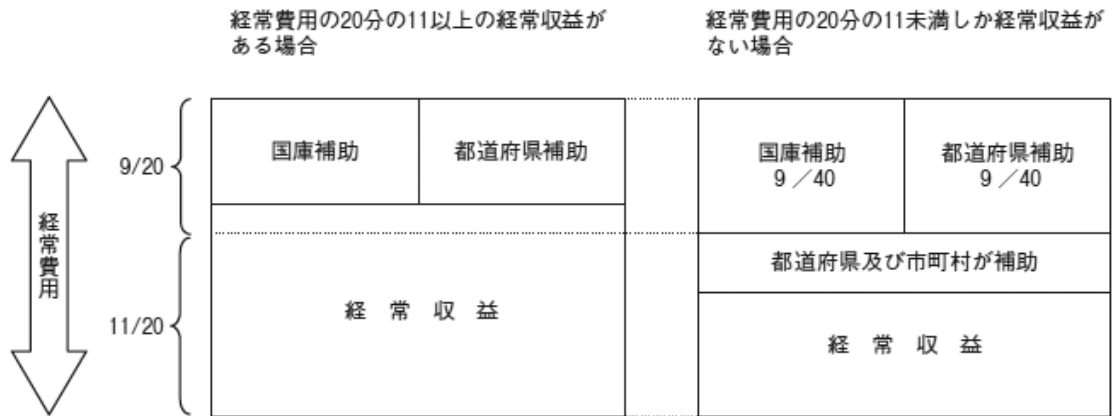 経常費用の20分の11以上の経常収益が
ある場合
経常費用の20分の11未満しか経常収益が
ない場合
経常費用
9/20
11/20
国庫補助
都道府県補助
経 常 収 益
国庫補助
9 ／40
都道府県補助
9 ／40
都道府県及び市町村が補助
経 常 収 益